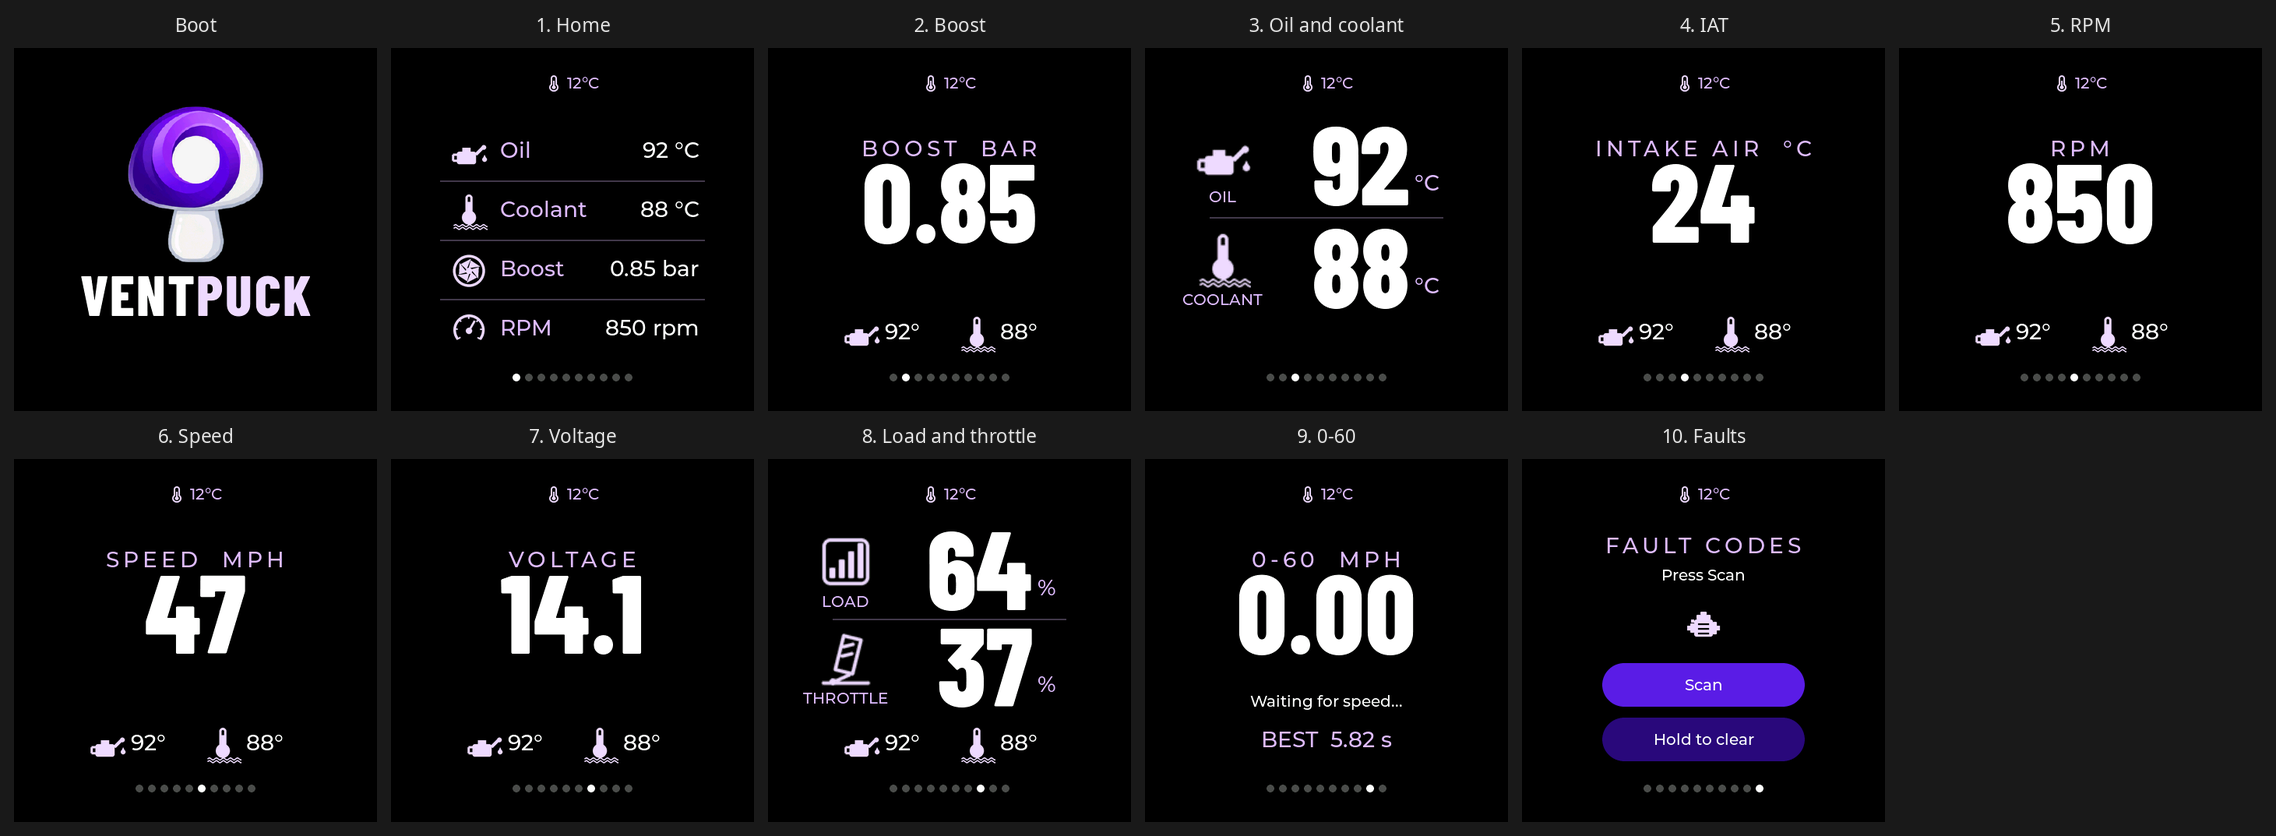 Boot
VENTPUCK
1. Home
12°C
Oil 92 °C
Coolant 88 °C
Boost 0.85 bar
RPM 850 rpm
2. Boost
12°C
BOOST BAR
0.85
92° 88°
3. Oil and coolant
12°C
92 °C
OIL
88 °C
COOLANT
4. IAT
12°C
INTAKE AIR °C
24
92° 88°
5. RPM
12°C
RPM
850
92° 88°
6. Speed
12°C
SPEED MPH
47
92° 88°
7. Voltage
12°C
VOLTAGE
14.1
92° 88°
8. Load and throttle
12°C
64 %
LOAD
37 %
THROTTLE
92° 88°
9. 0-60
12°C
0-60 MPH
0.00
Waiting for speed...
BEST 5.82 s
10. Faults
12°C
FAULT CODES
Press Scan
Scan
Hold to clear